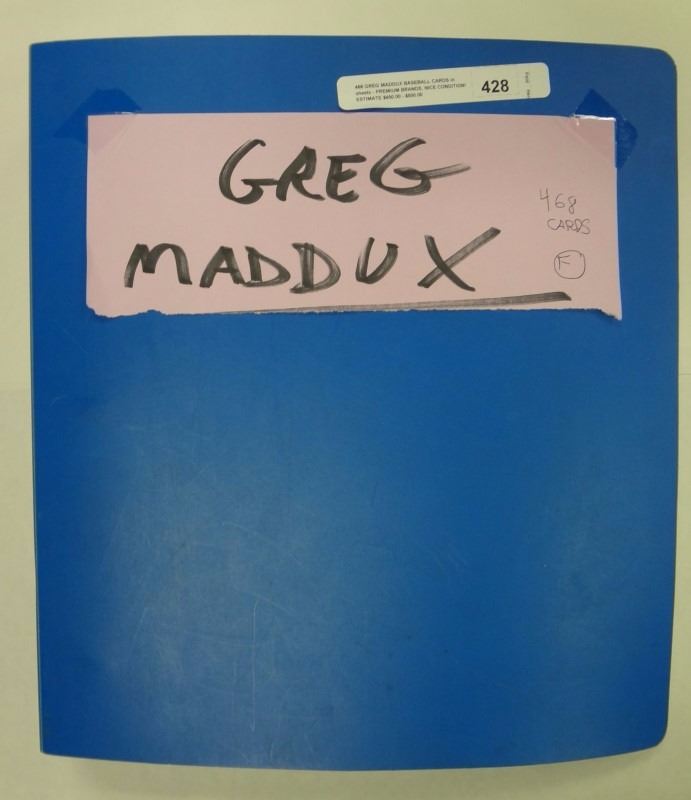 468 GREG MADDUX BASEBALL CARDS in
sheets - PREMIUM BRANDS, NICE CONDITION!
ESTIMATE $400.00 - $500.00
428
GREG
MADDUX
468
CARDS
F